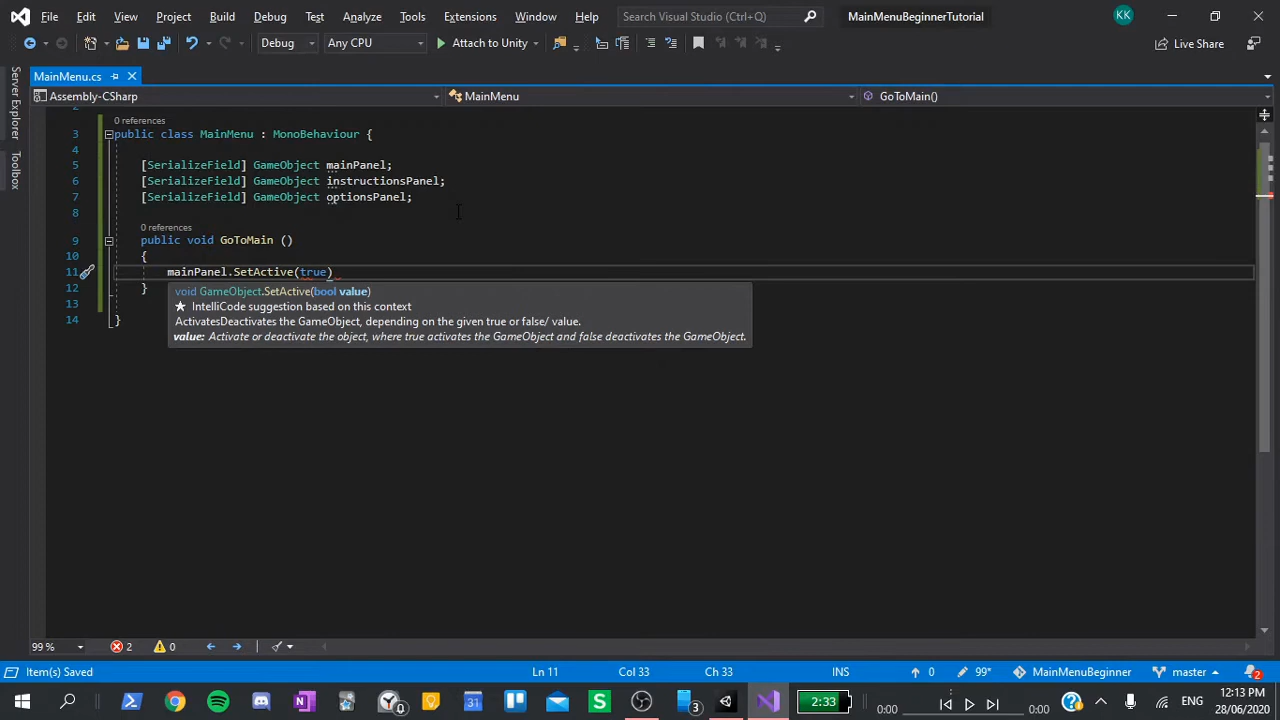 File Edit View Project Build Debug Test Analyze Tools Extensions Window Help Search Visual Studio (Ctrl+Q) MainMenuBeginnerTutorial KK
Debug Any CPU Attach to Unity Live Share
MainMenu.cs
Assembly-CSharp MainMenu GoToMain()
Server Explorer
Toolbox
2
0 references
3 public class MainMenu : MonoBehaviour {
4
5 [SerializeField] GameObject mainPanel;
6 [SerializeField] GameObject instructionsPanel;
7 [SerializeField] GameObject optionsPanel;
8
0 references
9 public void GoToMain ()
10 {
11 mainPanel.SetActive(true)
12 }
13
14 }
void GameObject.SetActive(bool value)
★ IntelliCode suggestion based on this context
ActivatesDeactivates the GameObject, depending on the given true or false/ value.
value: Activate or deactivate the object, where true activates the GameObject and false deactivates the GameObject.
99 % 2 0
Item(s) Saved Ln 11 Col 33 Ch 33 INS 0 99* MainMenuBeginner master 2
3 2:33 0:00 0:00 ENG 12:13 PM
28/06/2020